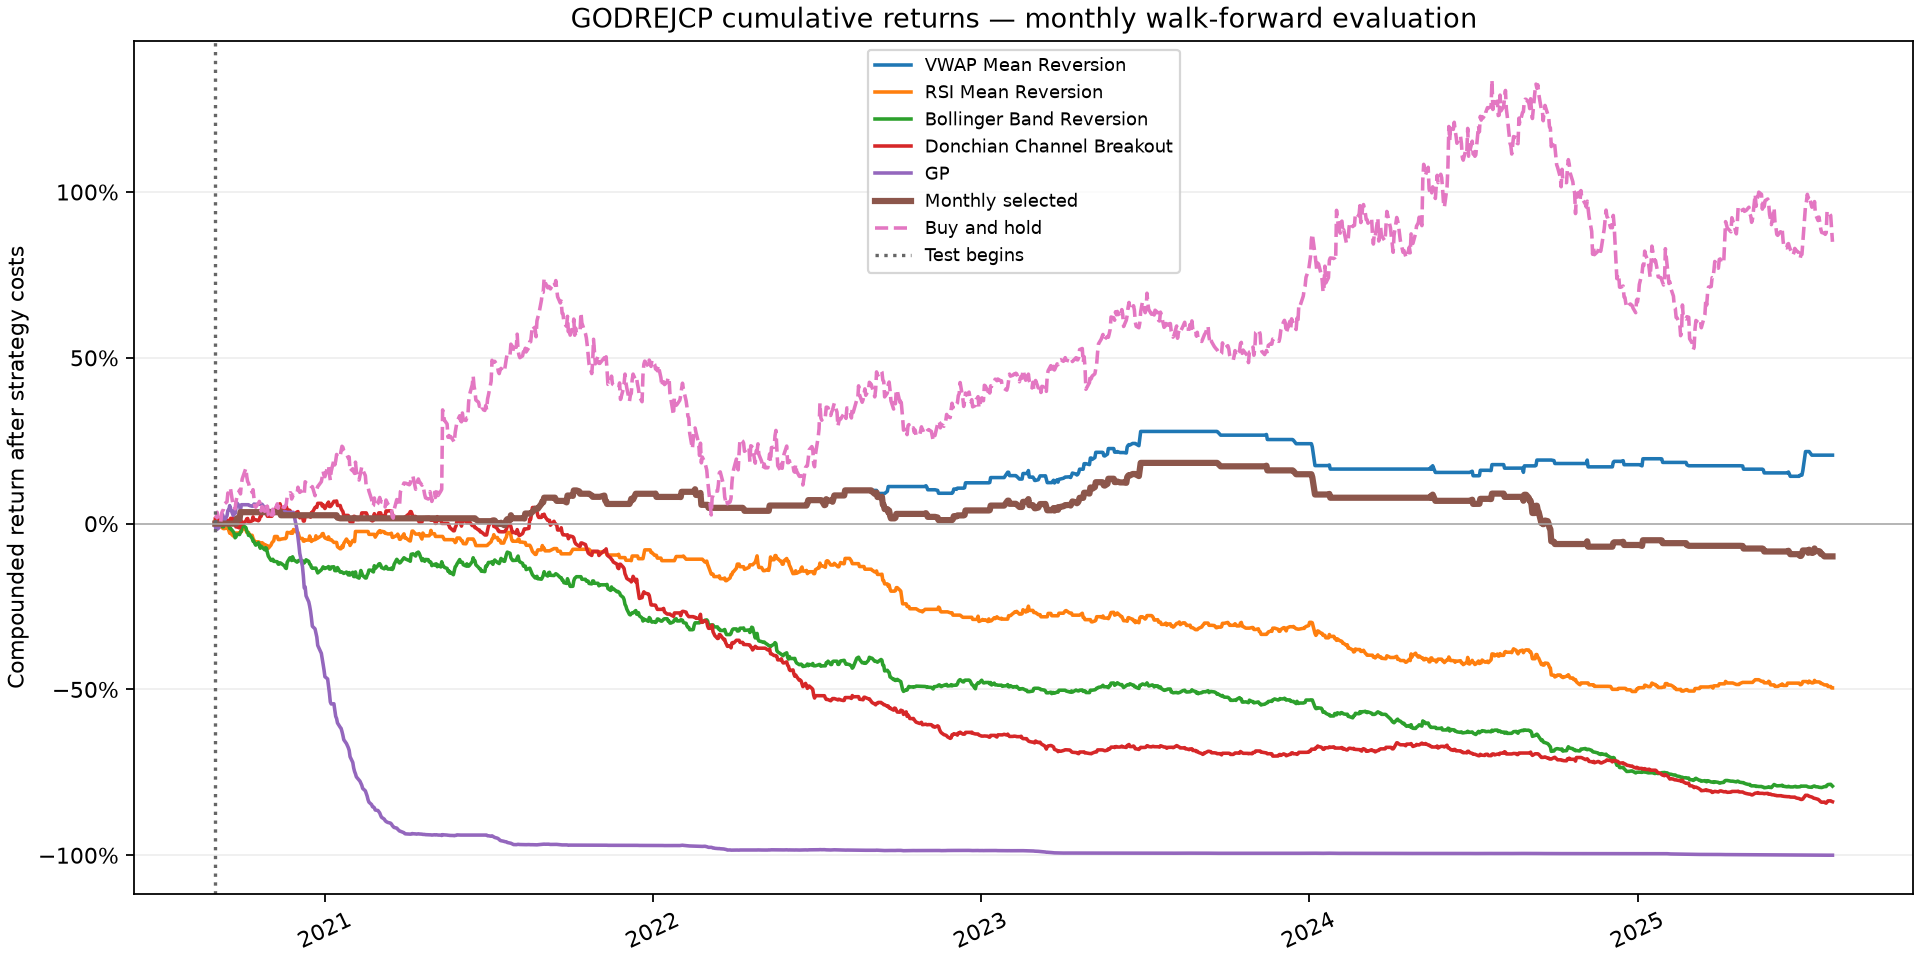 GODREJCP cumulative returns — monthly walk-forward evaluation
VWAP Mean Reversion
RSI Mean Reversion
Bollinger Band Reversion
Donchian Channel Breakout
GP
Monthly selected
Buy and hold
Test begins
Compounded return after strategy costs
100%
50%
0%
−50%
−100%
2021
2022
2023
2024
2025